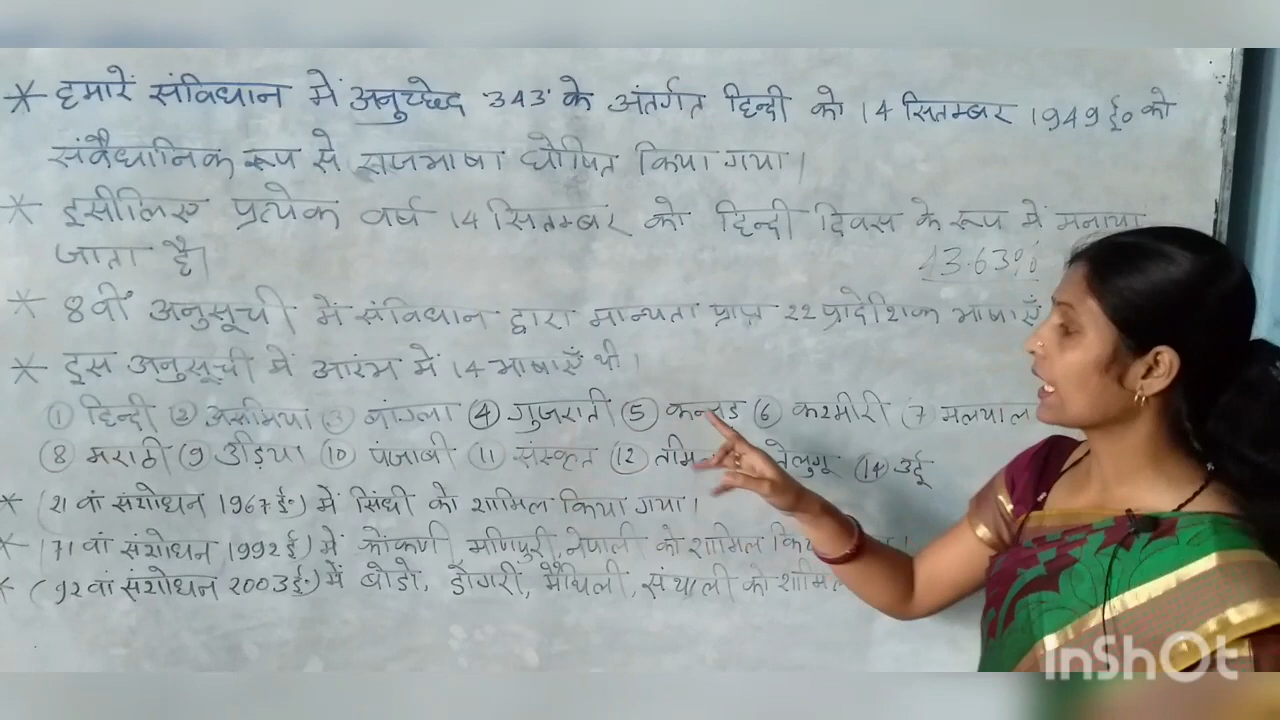 * हमारें संविधान में अनुच्छेद '343' के अंतर्गत हिन्दी को 14 सितम्बर 1949 ई० को
संवैधानिक रूप से राजभाषा घोषित किया गया।
* इसीलिए प्रत्येक वर्ष 14 सितम्बर को हिन्दी दिवस के रूप में मनाया
जाता है।
43.63%
* 8वीं अनुसूची में संविधान द्वारा मान्यता प्राप्त 22 प्रादेशिक भाषाएँ
* इस अनुसूची में आरंभ में 14 भाषाएँ थी।
① हिन्दी ② असमिया ③ बांग्ला ④ गुजराती ⑤ कन्नड़ ⑥ कश्मीरी ⑦ मलयाल
⑧ मराठी ⑨ उड़िया ⑩ पंजाबी ⑪ संस्कृत ⑫ तमि तेलुगू ⑭ उर्दू
* (21 वां संशोधन 1967 ई०) में सिंधी को शामिल किया गया।
* (71 वां संशोधन 1992 ई) में कोंकणी, मणिपुरी, नेपाली को शामिल कि
* (92 वां संशोधन 2003 ई०) में बोडो, डोगरी, मैथिली, संथाली को शामि
InShOt